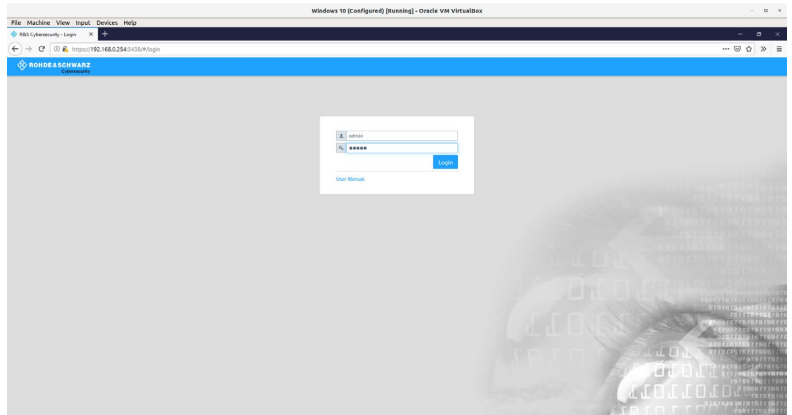 Windows 10 (Configured) [Running] - Oracle VM VirtualBox
File Machine View Input Devices Help
R&S Cybersecurity - Login
https://192.168.0.254:3438/#/login
ROHDE&SCHWARZ
Cybersecurity
admin
Login
User Manual